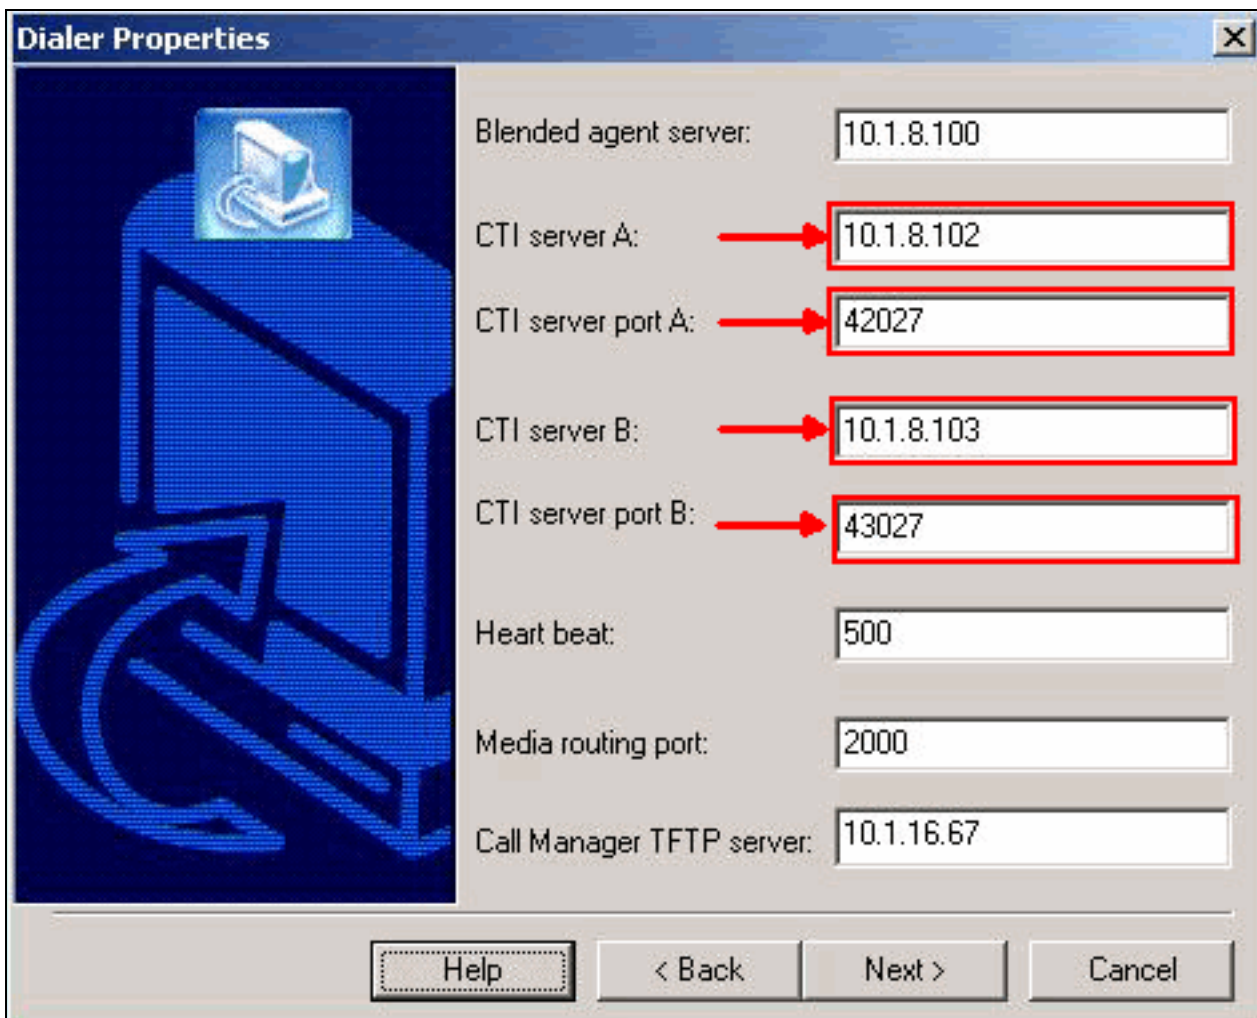 Dialer Properties
Blended agent server: 10.1.8.100
CTI server A: 10.1.8.102
CTI server port A: 42027
CTI server B: 10.1.8.103
CTI server port B: 43027
Heart beat: 500
Media routing port: 2000
Call Manager TFTP server: 10.1.16.67
Help < Back Next > Cancel